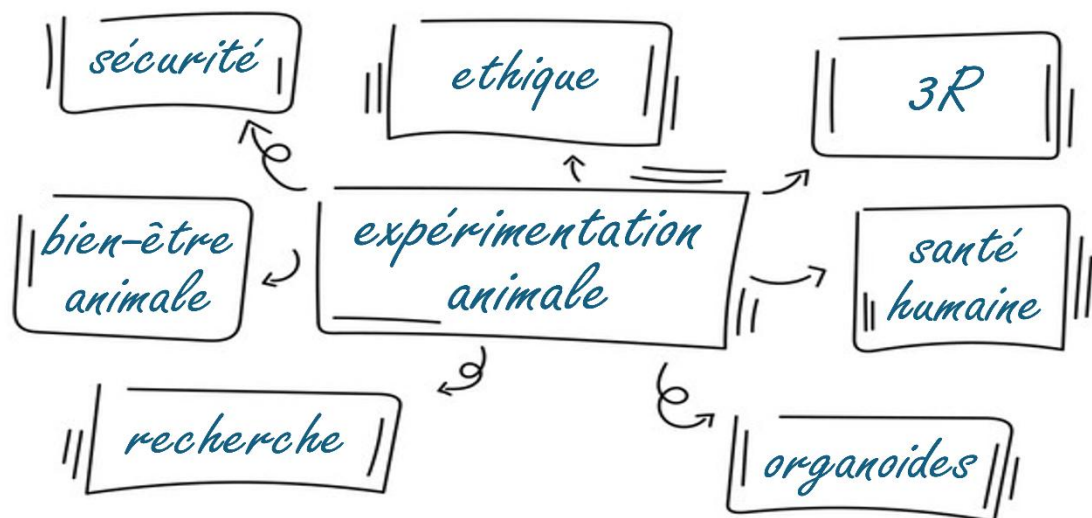 sécurité
ethique
3R
bien-être
animale
expérimentation
animale
santé
humaine
recherche
organoides